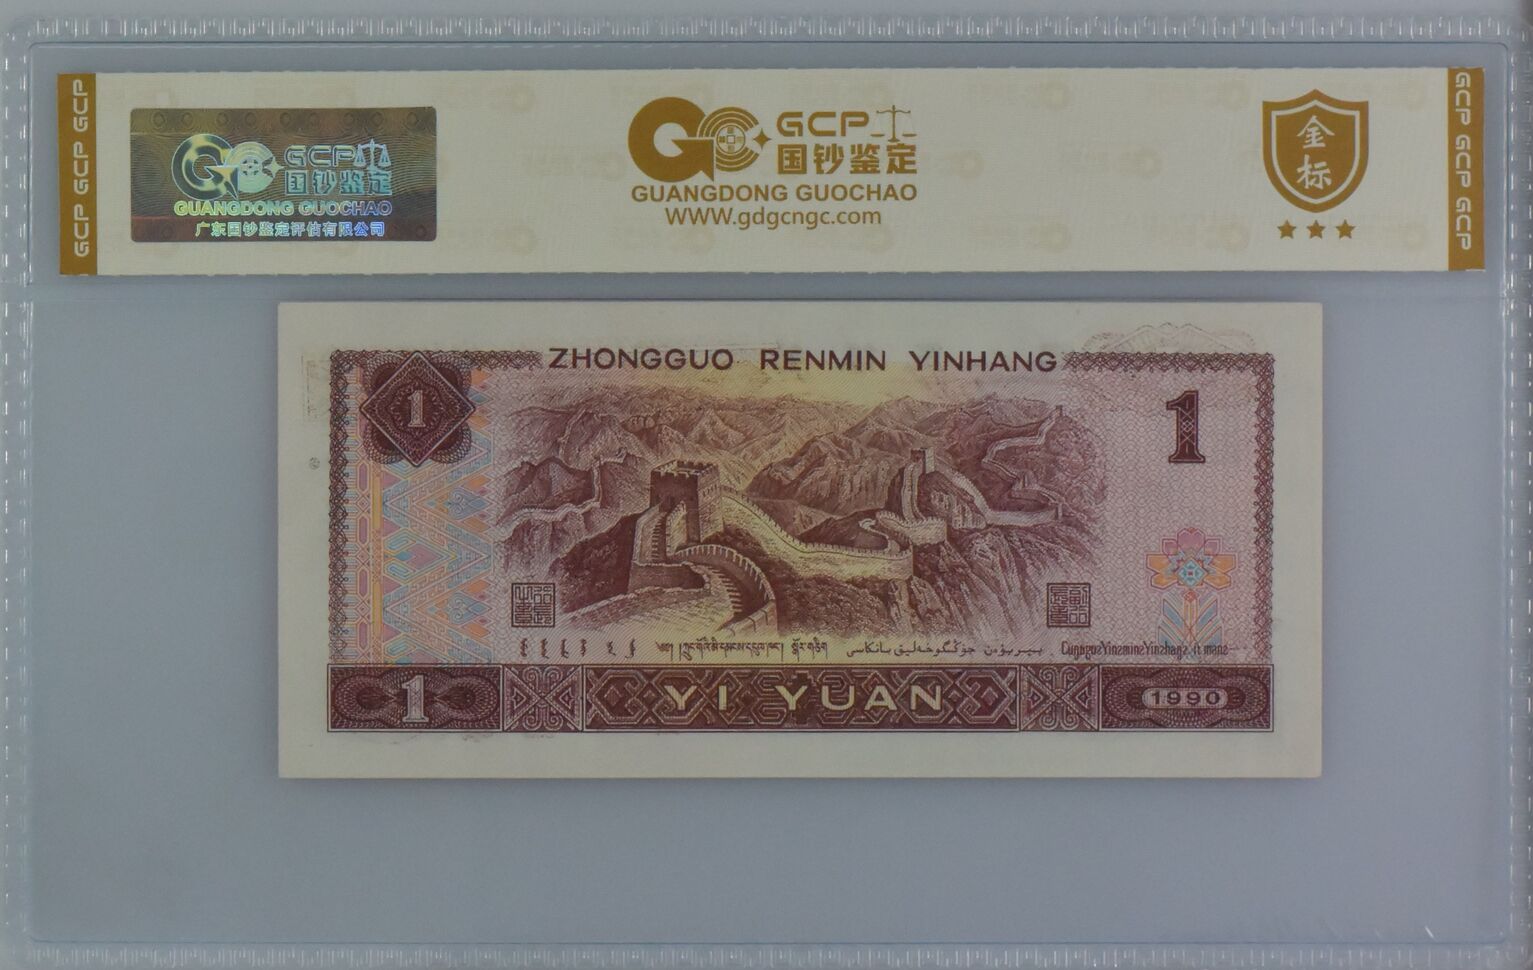 GCP GCP GCP
GCP 国钞鉴定
GUANGDONG GUOCHAO
广东国钞鉴定评估有限公司
GCP
国钞鉴定
GUANGDONG GUOCHAO
WWW.gdgcngc.com
金标
GCP GCP GCP
ZHONGGUO RENMIN YINHANG
1
1
1 YI YUAN 1990